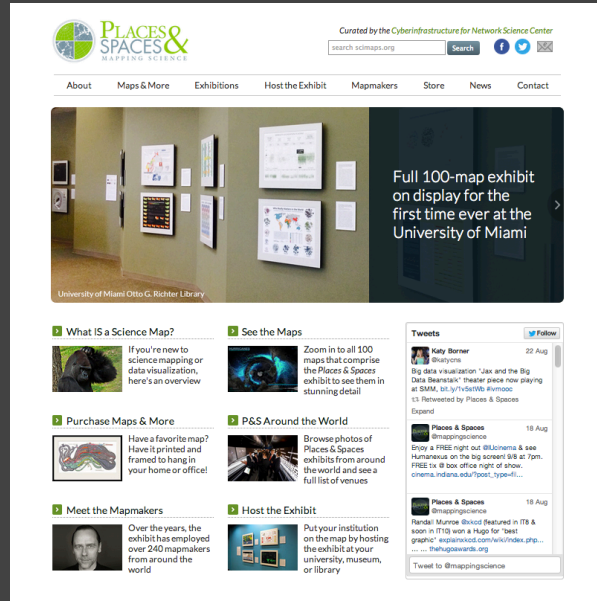 PLACES &
SPACES
MAPPING SCIENCE
Curated by the Cyberinfrastructure for Network Science Center
search scimaps.org
Search
About Maps & More Exhibitions Host the Exhibit Mapmakers Store News Contact
Full 100-map exhibit
on display for the
first time ever at the
University of Miami
University of Miami Otto G. Richter Library
What IS a Science Map?
If you're new to
science mapping or
data visualization,
here's an overview
See the Maps
Zoom in to all 100
maps that comprise
the Places & Spaces
exhibit to see them in
stunning detail
Purchase Maps & More
Have a favorite map?
Have it printed and
framed to hang in
your home or office!
P&S Around the World
Browse photos of
Places & Spaces
exhibits from around
the world and see a
full list of venues
Meet the Mapmakers
Over the years, the
exhibit has employed
over 240 mapmakers
from around the
world
Host the Exhibit
Put your institution
on the map by hosting
the exhibit at your
university, museum,
or library
Tweets
Follow
Katy Borner 22 Aug
@katycns
Big data visualization "Jax and the Big
Data Beanstalk" theater piece now playing
at SMM, bit.ly/1v5stWb #ivmooc
Retweeted by Places & Spaces
Expand
Places & Spaces 18 Aug
@mappingscience
Enjoy a FREE night out @IUcinema & see
Humanexus on the big screen! 9/8 at 7pm.
FREE tix @ box office night of show.
cinema.indiana.edu/?post_type=fil...
Places & Spaces 18 Aug
@mappingscience
Randall Munroe @xkcd (featured in IT8 &
soon in IT10) won a Hugo for "best
graphic" explainxkcd.com/wiki/index.php...
... ... thehugoawards.org
Tweet to @mappingscience